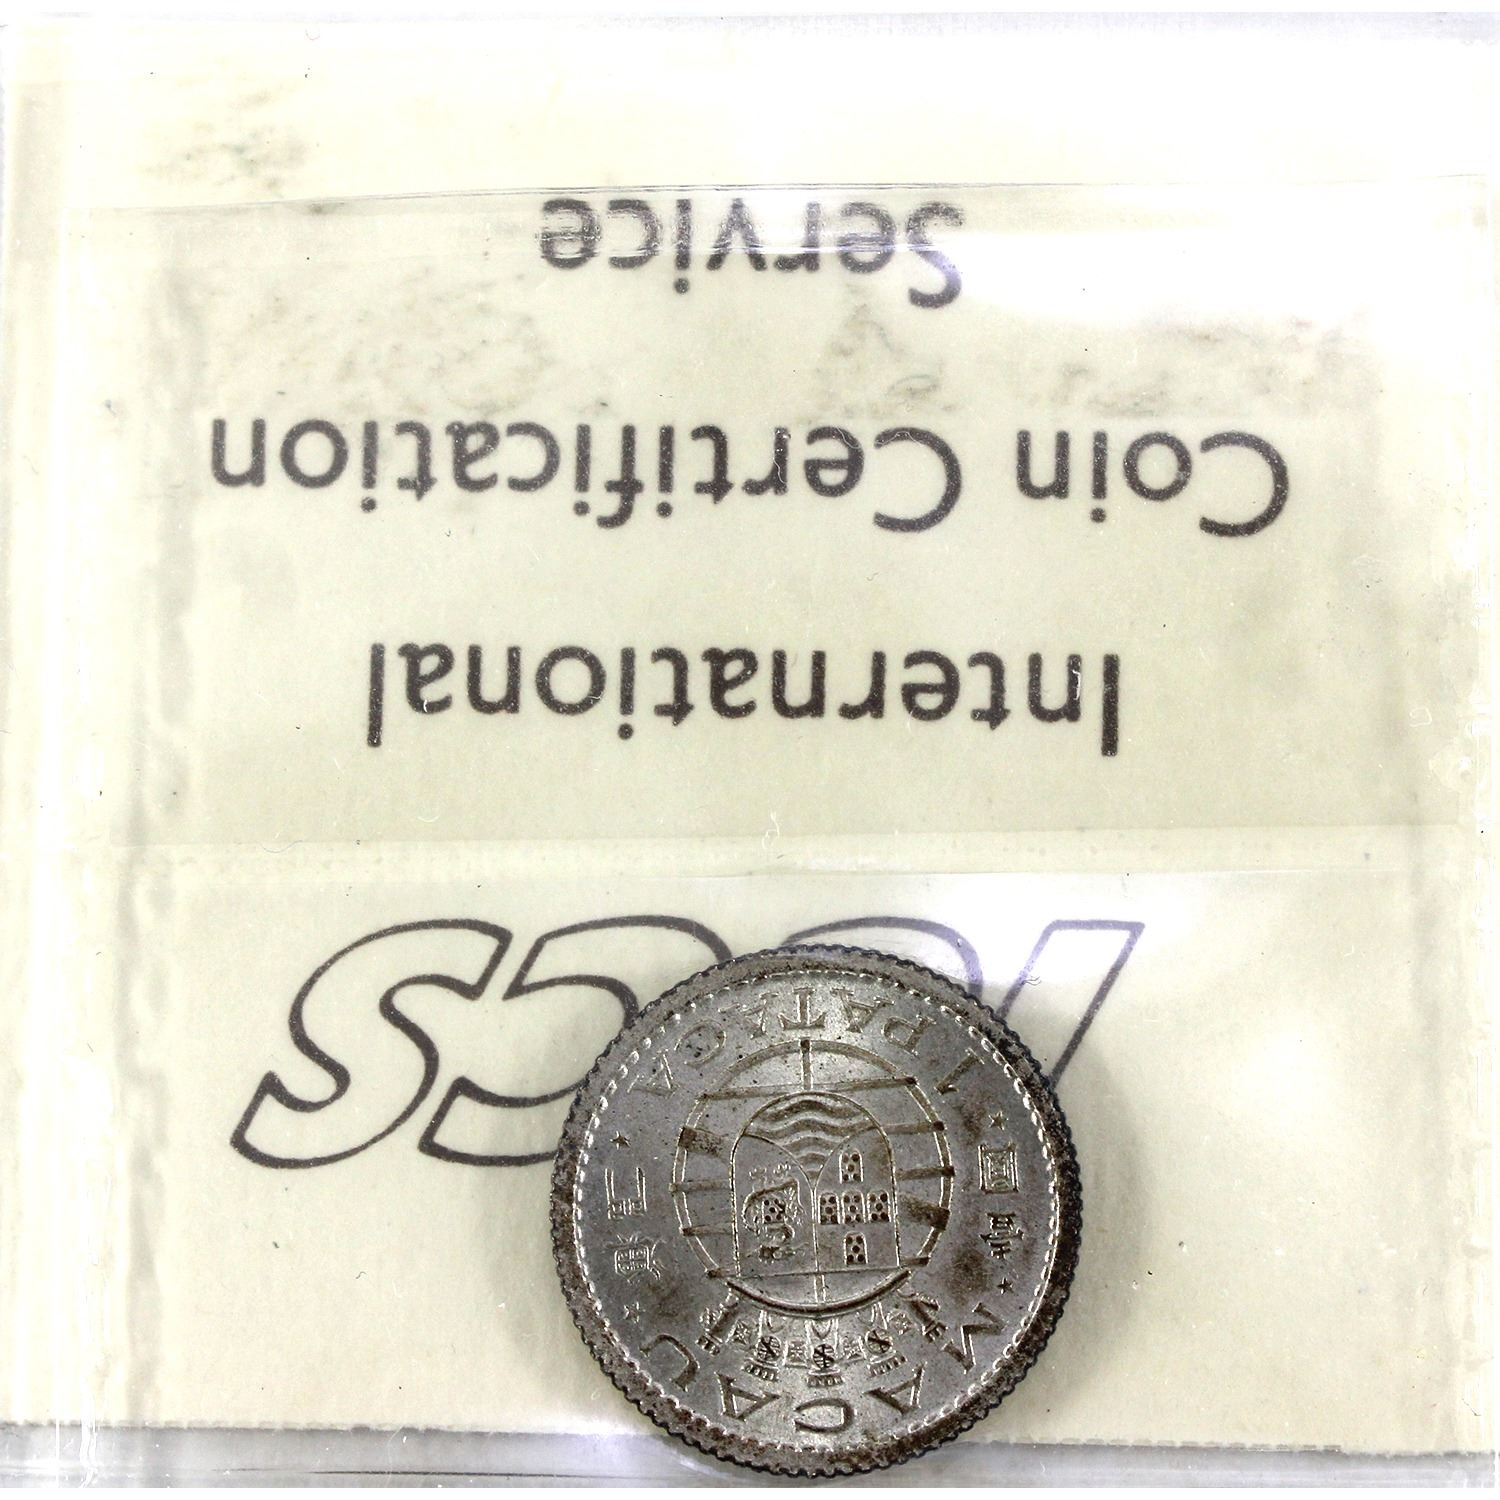 ICCS
International
Coin Certification
Service
MACAU
1 PATACA